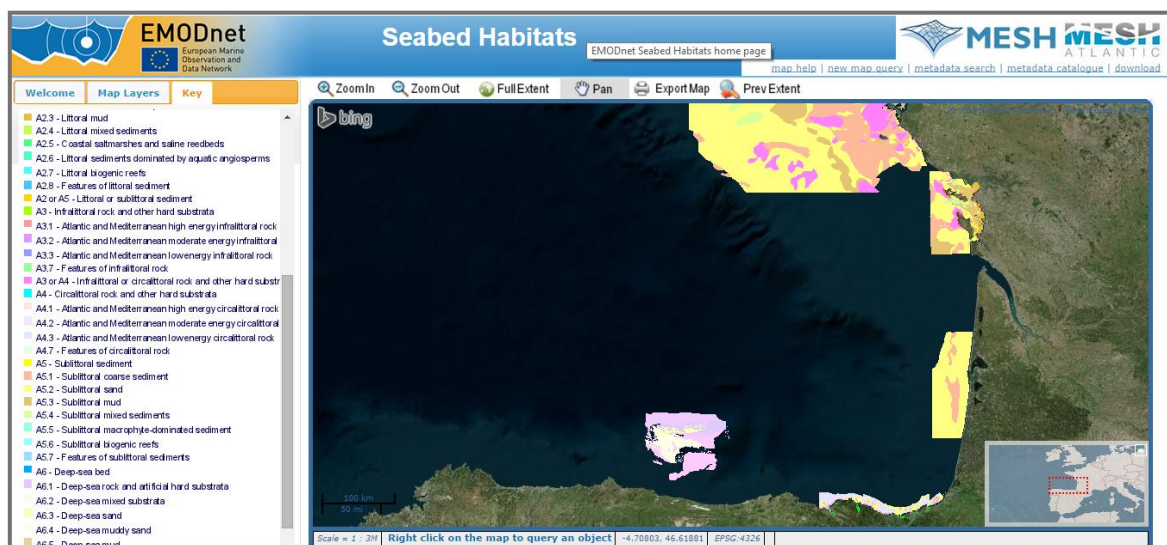 EMODnet
European Marine
Observation and
Data Network
Seabed Habitats
EMODnet Seabed Habitats home page
MESH MESH
ATLANTIC
map help | new map query | metadata search | metadata catalogue | download
Welcome Map Layers Key
ZoomIn Zoom Out FullExtent Pan ExportMap Prev Extent
A2.3 - Littoral mud
A2.4 - Littoral mixed sediments
A2.5 - Coastal saltmarshes and saline reedbeds
A2.6 - Littoral sediments dominated by aquatic angiosperms
A2.7 - Littoral biogenic reefs
A2.8 - Features of littoral sediment
A2 or A5 - Littoral or sublittoral sediment
A3 - Infralittoral rock and other hard substrata
A3.1 - Atlantic and Mediterranean high energy infralittoral rock
A3.2 - Atlantic and Mediterranean moderate energy infralittoral
A3.3 - Atlantic and Mediterranean lowenergy infralittoral rock
A3.7 - Features of infralittoral rock
A3 or A4 - Infralittoral or circalittoral rock and other hard substr
A4 - Circalittoral rock and other hard substrata
A4.1 - Atlantic and Mediterranean high energy circalittoral rock
A4.2 - Atlantic and Mediterranean moderate energy circalittoral
A4.3 - Atlantic and Mediterranean lowenergy circalittoral rock
A4.7 - Features of circalittoral rock
A5 - Sublittoral sediment
A5.1 - Sublittoral coarse sediment
A5.2 - Sublittoral sand
A5.3 - Sublittoral mud
A5.4 - Sublittoral mixed sediments
A5.5 - Sublittoral macrophyte-dominated sediment
A5.6 - Sublittoral biogenic reefs
A5.7 - Features of sublittoral sediments
A6 - Deep-sea bed
A6.1 - Deep-sea rock and artificial hard substrata
A6.2 - Deep-sea mixed substrata
A6.3 - Deep-sea sand
A6.4 - Deep-sea muddy sand
A6.5 - Deep-sea mud
bing
100 km
50 mi
Scale = 1 : 3M Right click on the map to query an object -4.70803, 46.61881 EPSG:4326